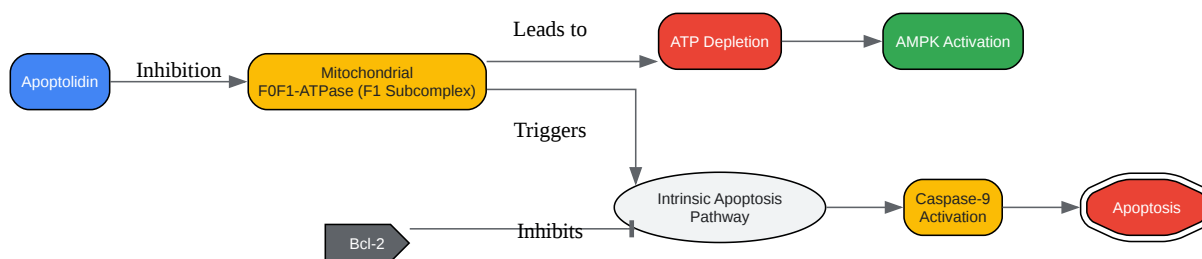 Leads to
ATP Depletion
AMPK Activation
Apoptolidin
Inhibition
Mitochondrial
F0F1-ATPase (F1 Subcomplex)
Triggers
Intrinsic Apoptosis
Pathway
Caspase-9
Activation
Apoptosis
Bcl-2
Inhibits